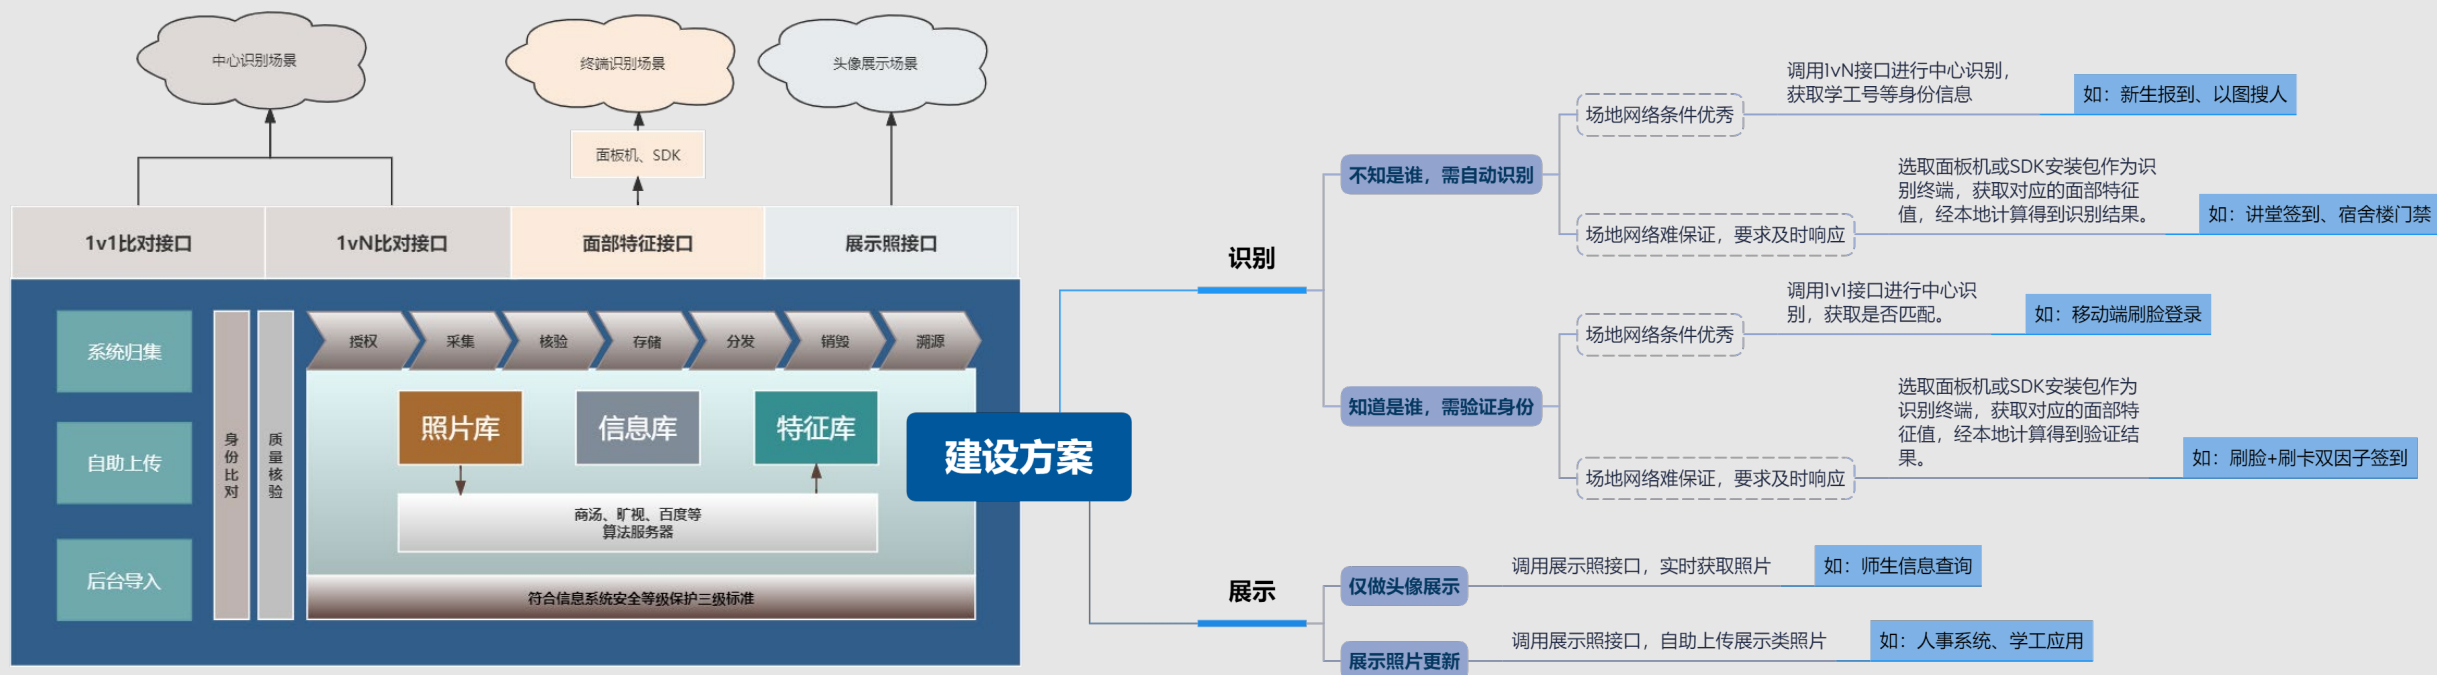 中心识别场景
终端识别场景
头像展示场景
面板机、SDK
1v1比对接口
1vN比对接口
面部特征接口
展示照接口
系统归集
自助上传
后台导入
身份比对
质量核验
授权
采集
核验
存储
分发
销毁
溯源
照片库
信息库
特征库
商汤、旷视、百度等
算法服务器
符合信息系统安全等级保护三级标准
建设方案
识别
不知是谁，需自动识别
场地网络条件优秀
调用1vN接口进行中心识别，
获取学工号等身份信息
如：新生报到、以图搜人
场地网络难保证，要求及时响应
选取面板机或SDK安装包作为识
别终端，获取对应的面部特征
值，经本地计算得到识别结果。
如：讲堂签到、宿舍楼门禁
知道是谁，需验证身份
场地网络条件优秀
调用1v1接口进行中心识
别，获取是否匹配。
如：移动端刷脸登录
场地网络难保证，要求及时响应
选取面板机或SDK安装包作为
识别终端，获取对应的面部特
征值，经本地计算得到验证结
果。
如：刷脸+刷卡双因子签到
展示
仅做头像展示
调用展示照接口，实时获取照片
如：师生信息查询
展示照片更新
调用展示照接口，自助上传展示类照片
如：人事系统、学工应用